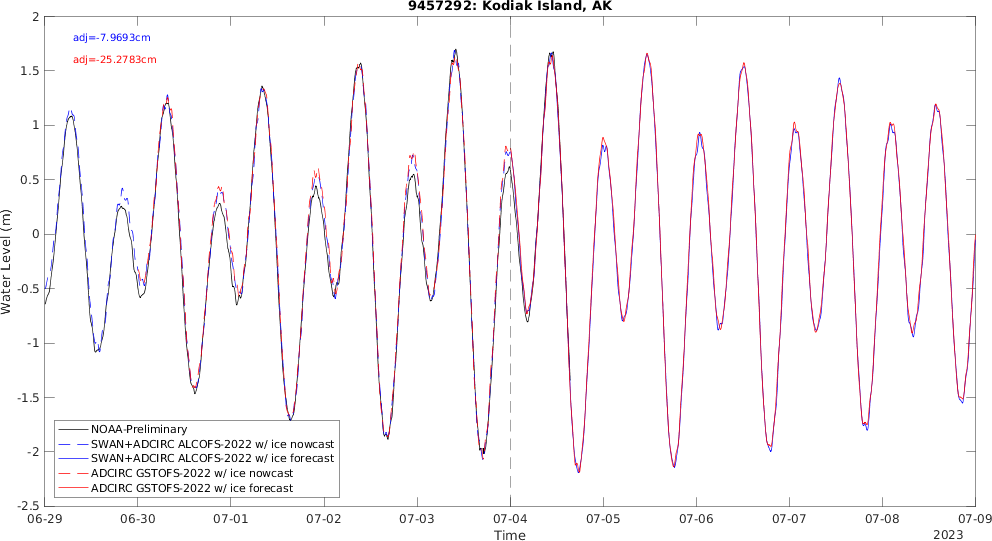 9457292: Kodiak Island, AK
adj=-7.9693cm
adj=-25.2783cm
Water Level (m)
2
1.5
1
0.5
0
-0.5
-1
-1.5
-2
-2.5
NOAA-Preliminary
SWAN+ADCIRC ALCOFS-2022 w/ ice nowcast
SWAN+ADCIRC ALCOFS-2022 w/ ice forecast
ADCIRC GSTOFS-2022 w/ ice nowcast
ADCIRC GSTOFS-2022 w/ ice forecast
06-29 06-30 07-01 07-02 07-03 07-04 07-05 07-06 07-07 07-08 07-09
Time 2023